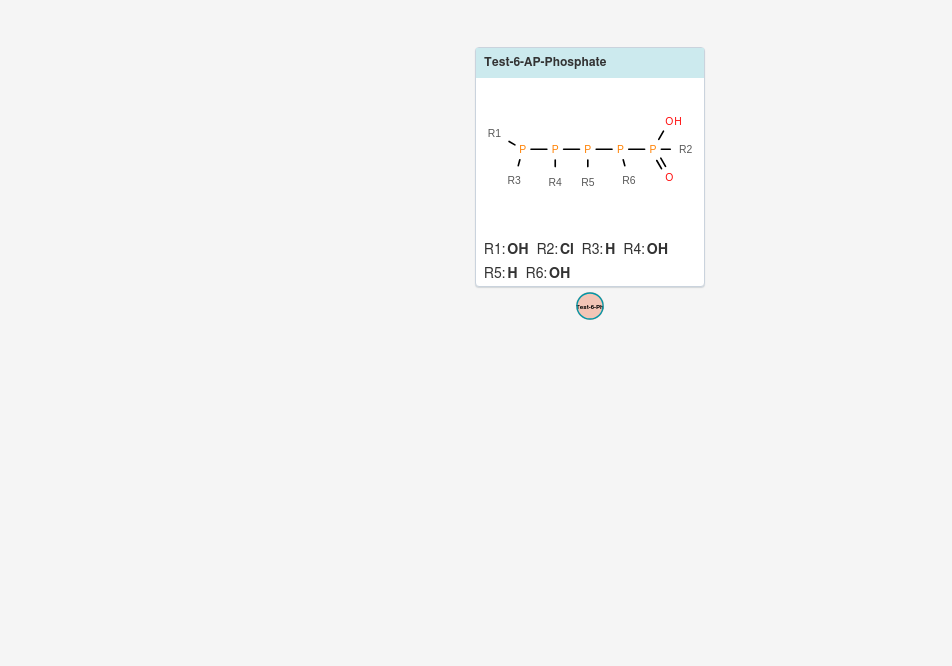 Test-6-AP-Phosphate
OH
R1
P P P P P R2
R3 R4 R5 R6 O
R1: OH R2: Cl R3: H R4: OH
R5: H R6: OH
Test-6-Ph